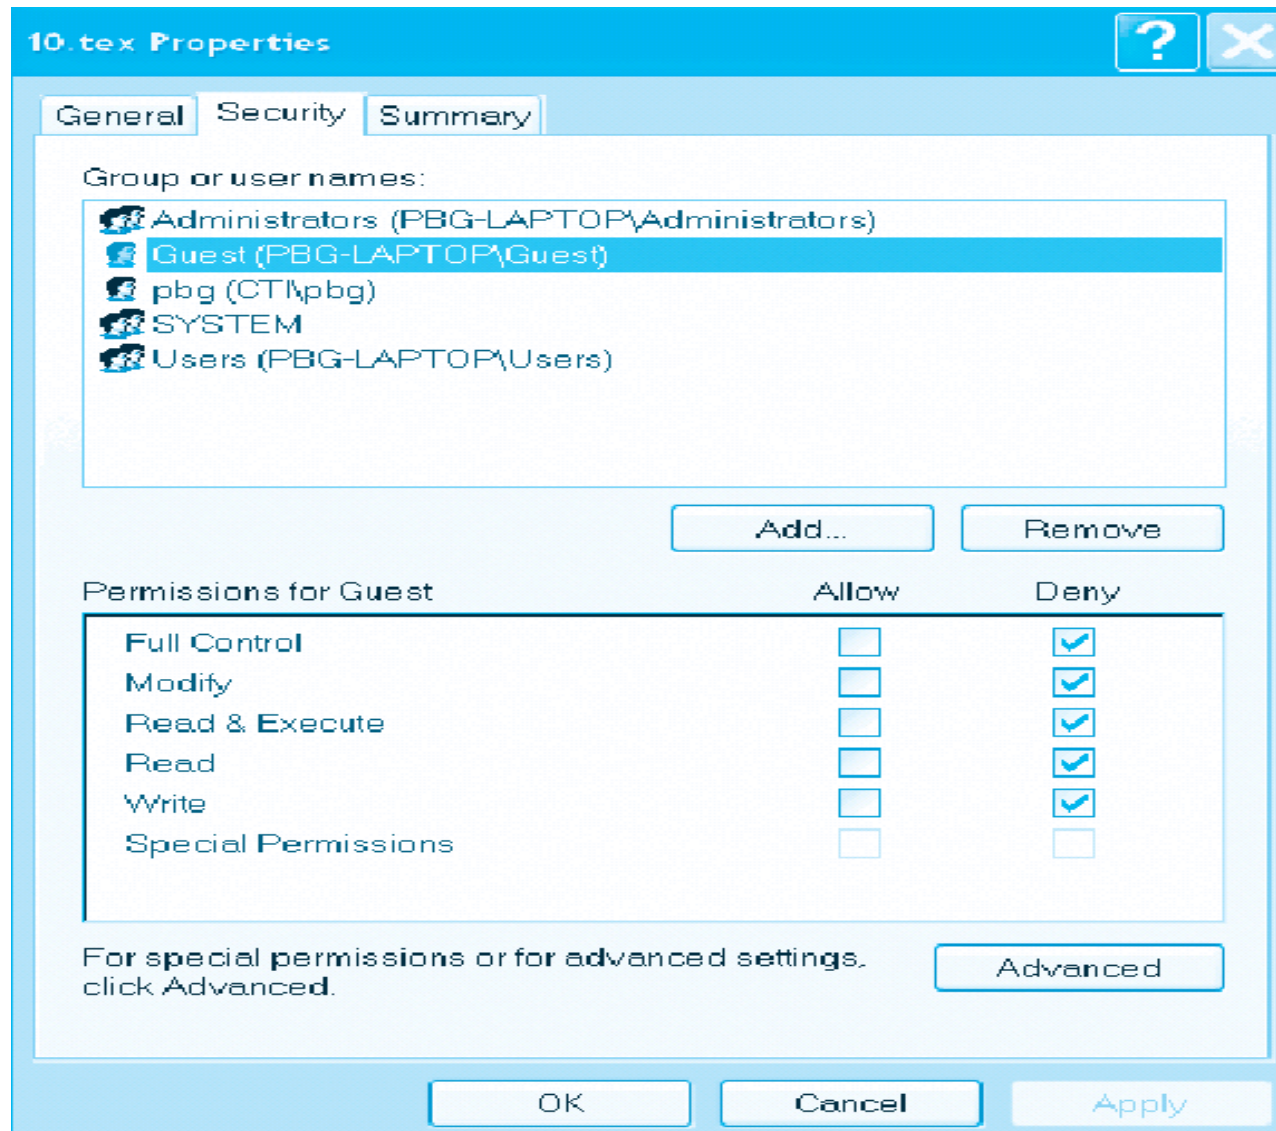 10.tex Properties
General Security Summary
Group or user names:
Administrators (PBG-LAPTOP\Administrators)
Guest (PBG-LAPTOP\Guest)
pbg (CTI\pbg)
SYSTEM
Users (PBG-LAPTOP\Users)
Add... Remove
Permissions for Guest Allow Deny
Full Control
Modify
Read & Execute
Read
Write
Special Permissions
For special permissions or for advanced settings,
click Advanced.
Advanced
OK Cancel Apply